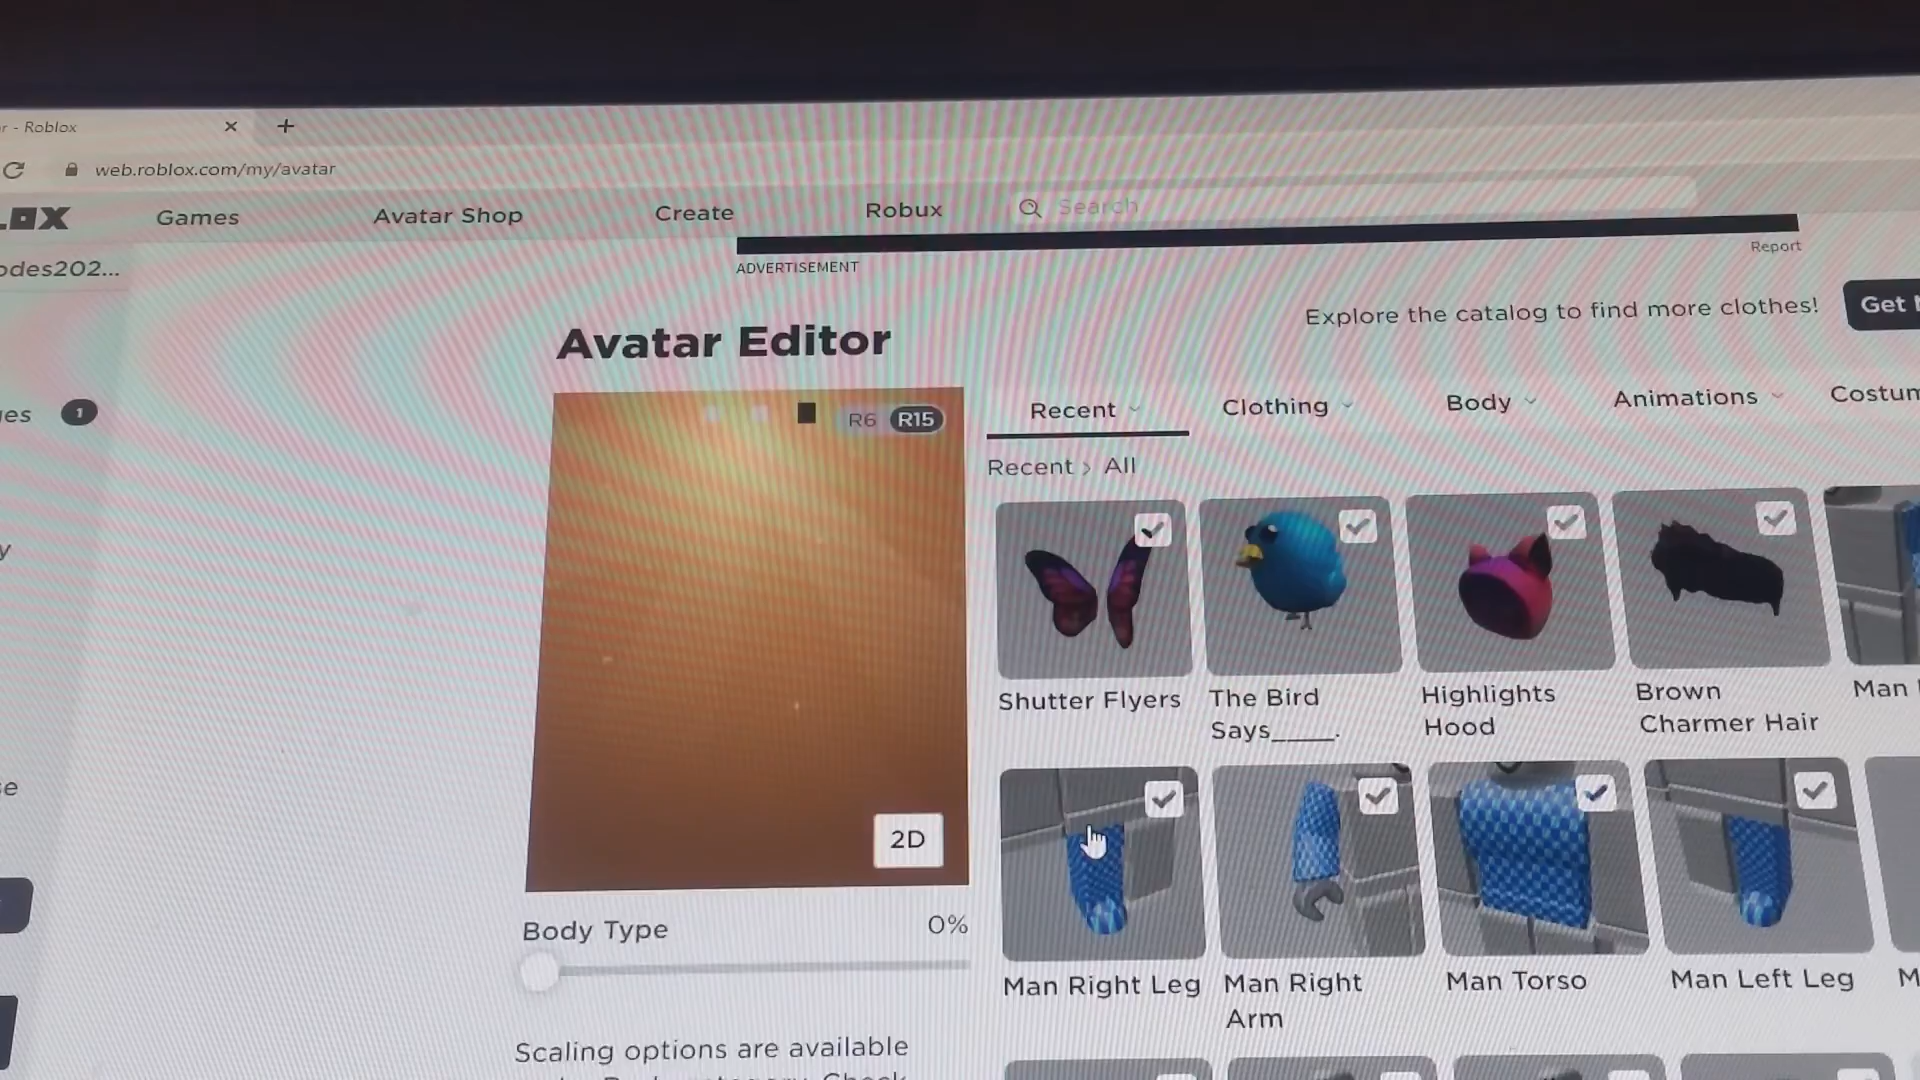 r - Roblox
web.roblox.com/my/avatar
LOX Games Avatar Shop Create Robux Search
odes202...
ADVERTISEMENT
Report
Explore the catalog to find more clothes!
Get
Avatar Editor
R6 R15
Recent Clothing Body Animations Costum
es 1
Recent > All
y
Shutter Flyers
The Bird
Says_____.
Highlights
Hood
Brown
Charmer Hair
Man
e
2D
Body Type 0%
Man Right Leg
Man Right
Arm
Man Torso
Man Left Leg
M
Scaling options are available